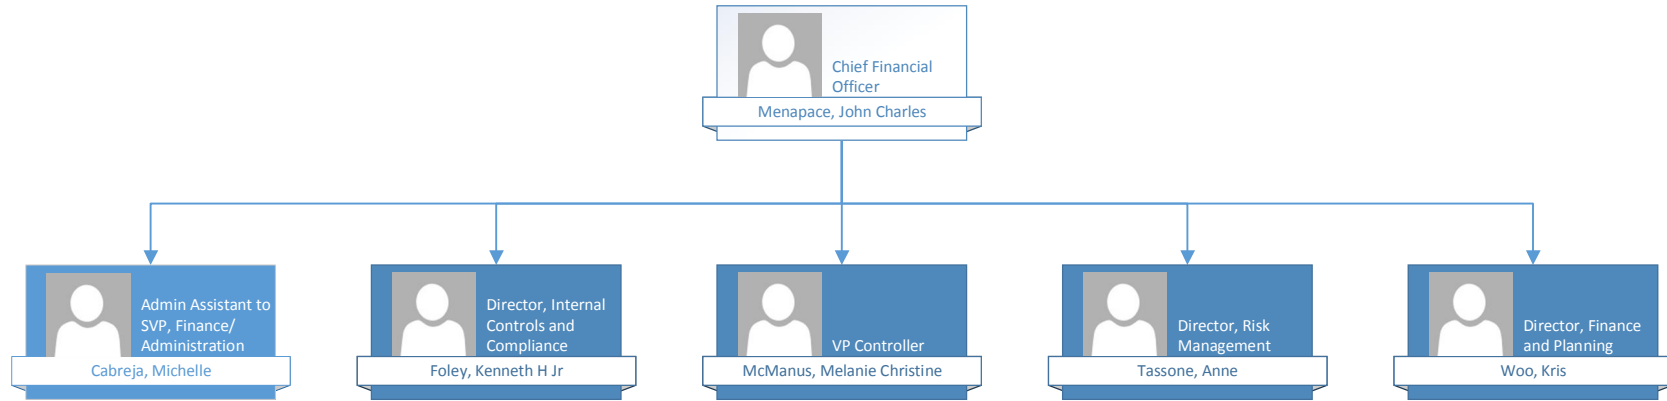 Chief Financial
Officer
Menapace, John Charles
Admin Assistant to
SVP, Finance/
Administration
Cabreja, Michelle
Director, Internal
Controls and
Compliance
Foley, Kenneth H Jr
VP Controller
McManus, Melanie Christine
Director, Risk
Management
Tassone, Anne
Director, Finance
and Planning
Woo, Kris